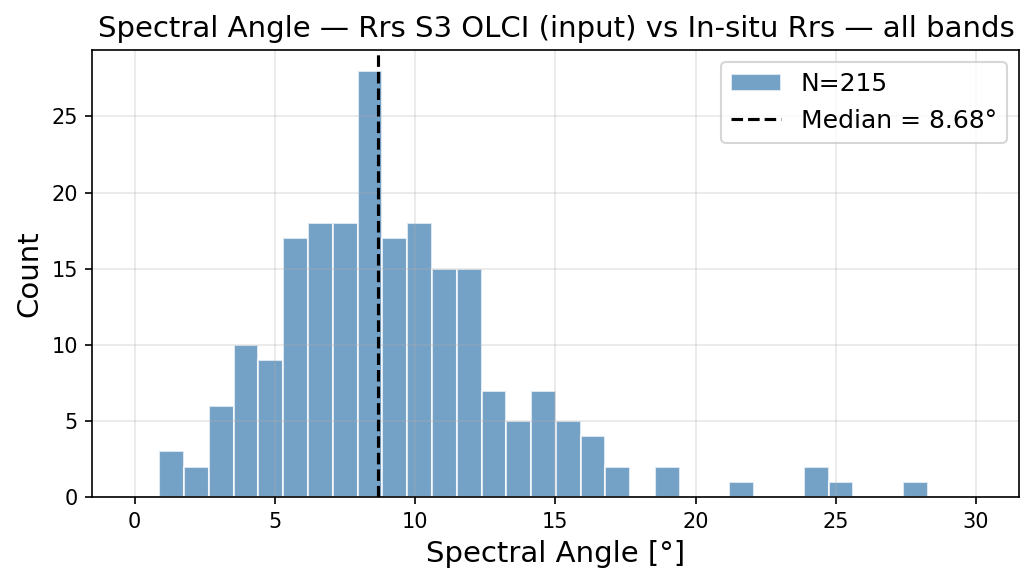 Spectral Angle — Rrs S3 OLCI (input) vs In-situ Rrs — all bands
N=215
Median = 8.68°
Count
25
20
15
10
5
0
0 5 10 15 20 25 30
Spectral Angle [°]